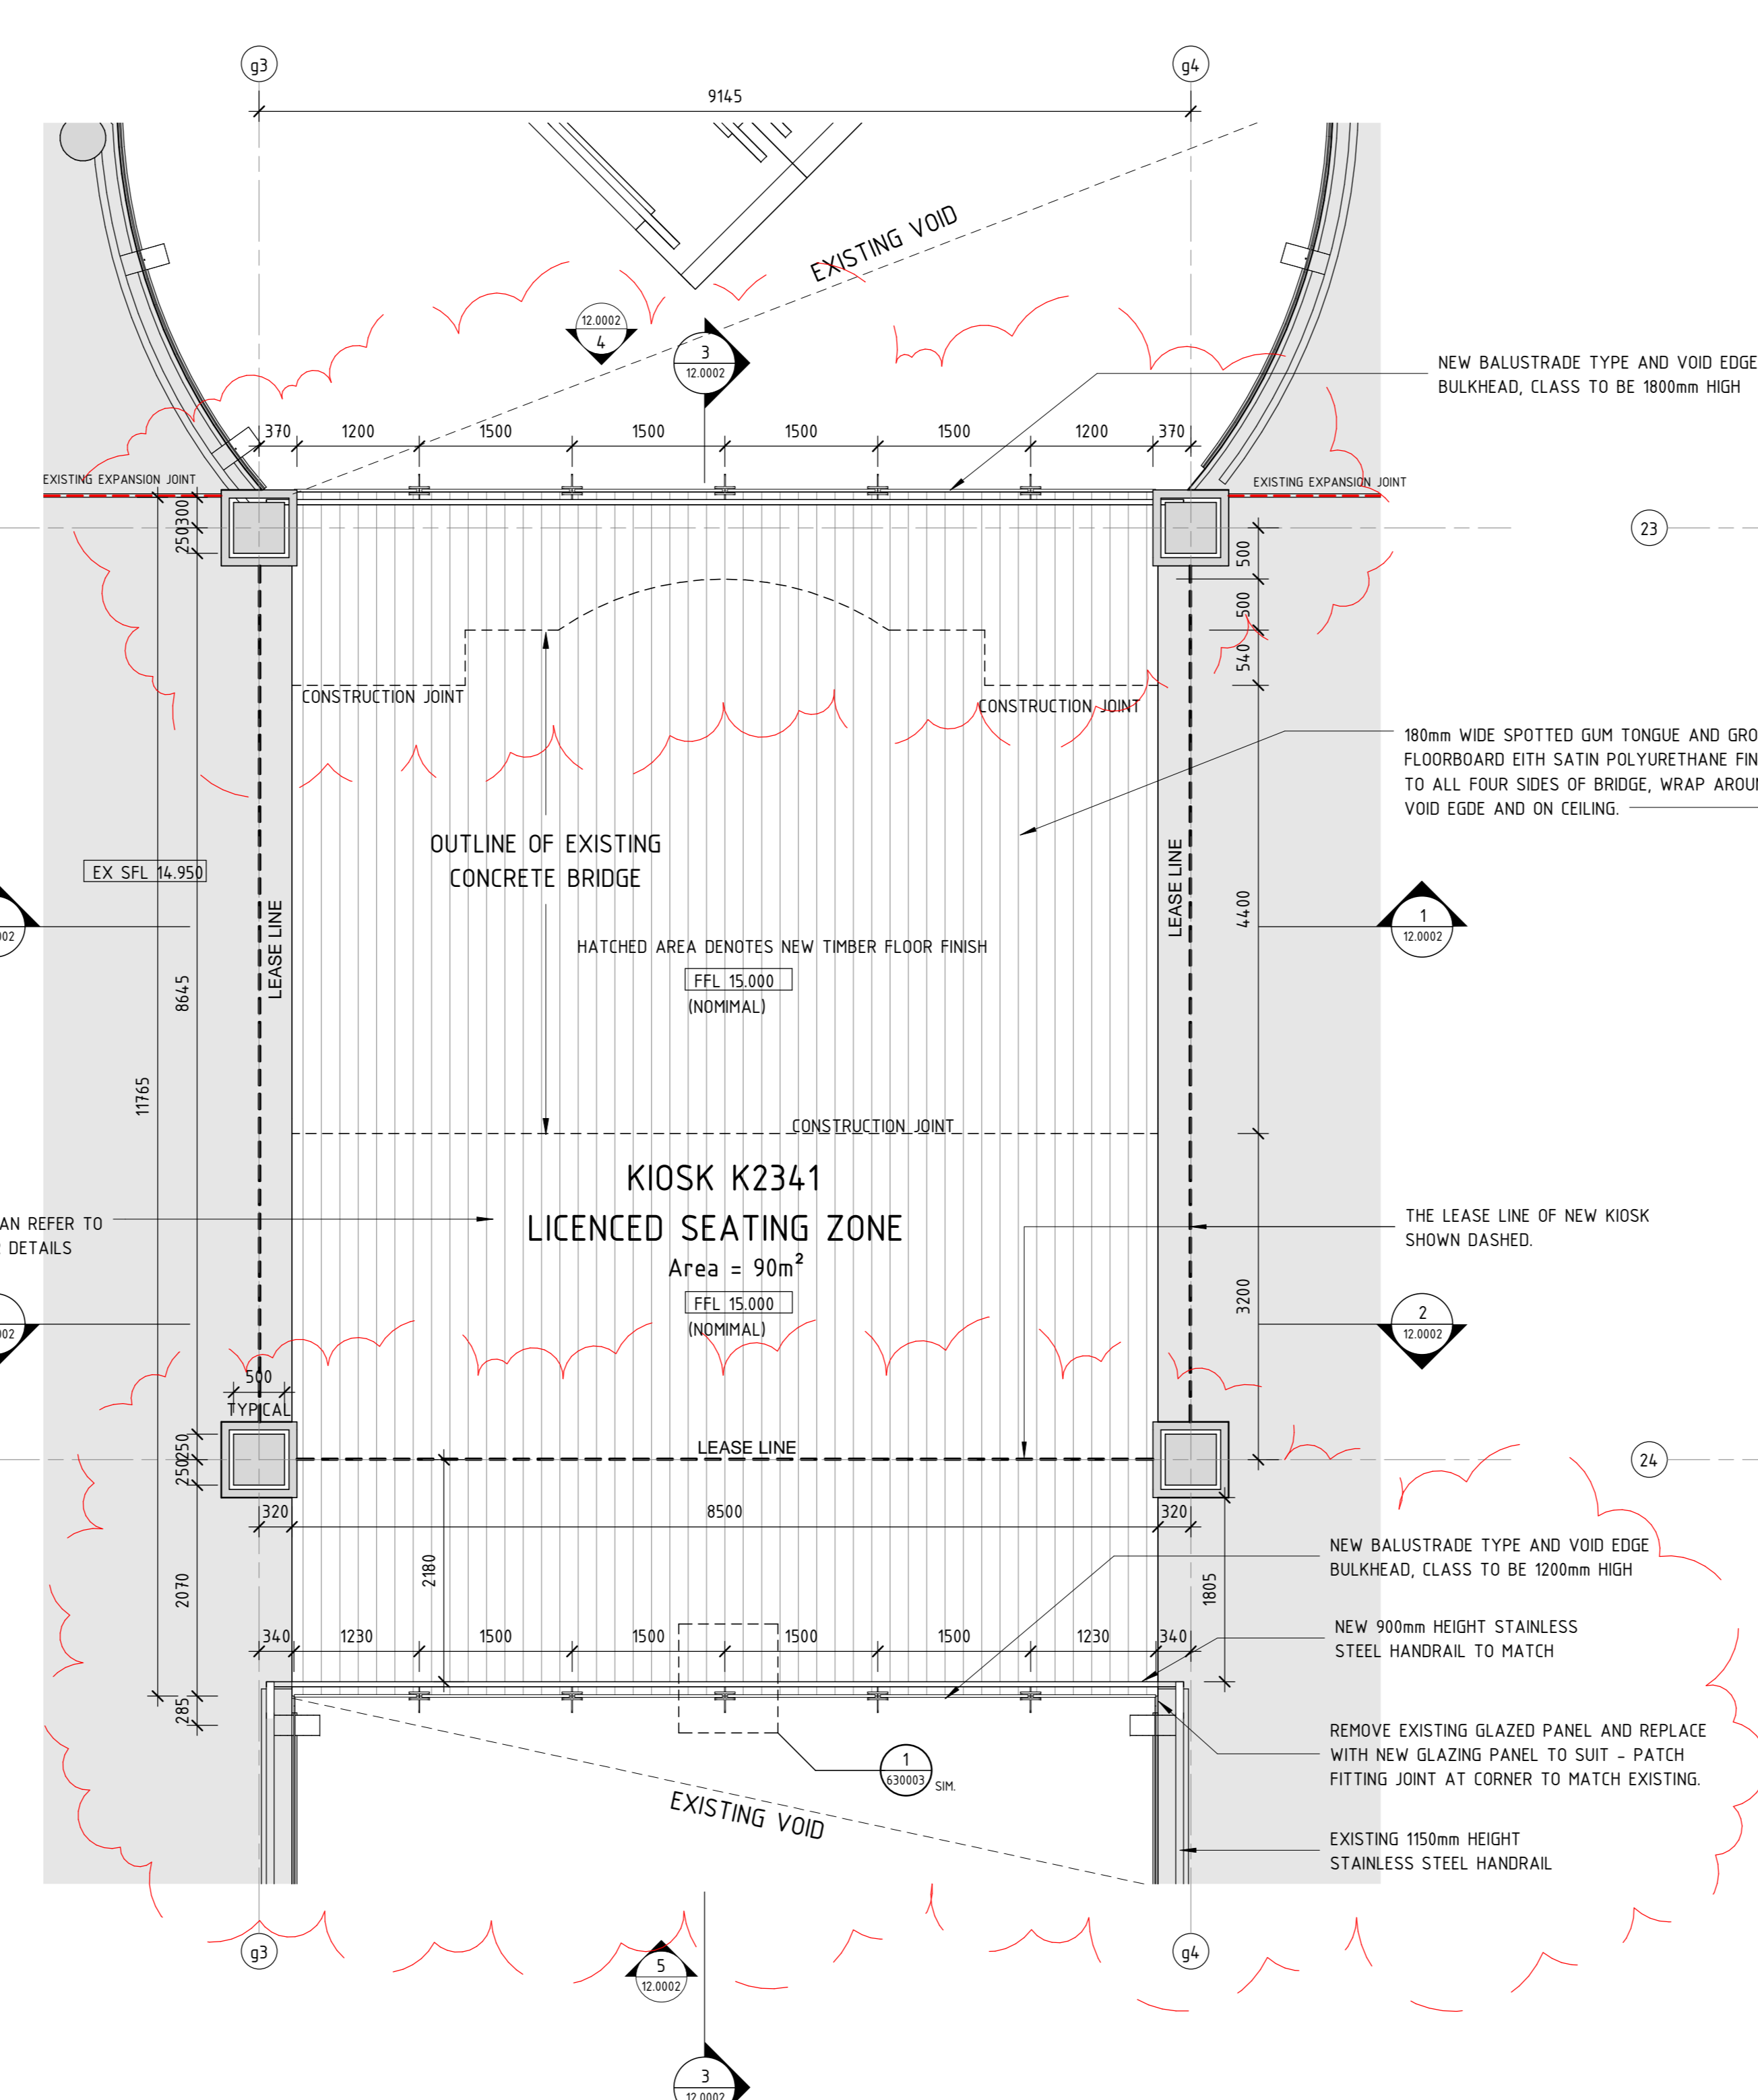 g3
g4
9145
EXISTING VOID
12.0002
4
3
12.0002
NEW BALUSTRADE TYPE AND VOID EDGE
BULKHEAD, CLASS TO BE 1800mm HIGH
370
1200
1500
1500
1500
1500
1200
370
EXISTING EXPANSION JOINT
EXISTING EXPANSION JOINT
300
250
23
500
500
540
CONSTRUCTION JOINT
CONSTRUCTION JOINT
180mm WIDE SPOTTED GUM TONGUE AND GRO
FLOORBOARD EITH SATIN POLYURETHANE FIN
TO ALL FOUR SIDES OF BRIDGE, WRAP AROU
VOID EGDE AND ON CEILING.
OUTLINE OF EXISTING
CONCRETE BRIDGE
EX SFL 14.950
LEASE LINE
LEASE LINE
4400
1
12.0002
02
HATCHED AREA DENOTES NEW TIMBER FLOOR FINISH
FFL 15.000
(NOMIMAL)
8645
11765
CONSTRUCTION JOINT
KIOSK K2341
LICENCED SEATING ZONE
Area = 90m²
FFL 15.000
(NOMIMAL)
AN REFER TO
DETAILS
THE LEASE LINE OF NEW KIOSK
SHOWN DASHED.
3200
2
12.0002
02
500
TYPICAL
250
250
LEASE LINE
24
320
8500
320
2180
2070
1805
NEW BALUSTRADE TYPE AND VOID EDGE
BULKHEAD, CLASS TO BE 1200mm HIGH
NEW 900mm HEIGHT STAINLESS
STEEL HANDRAIL TO MATCH
340
1230
1500
1500
1500
1500
1230
340
285
REMOVE EXISTING GLAZED PANEL AND REPLACE
WITH NEW GLAZING PANEL TO SUIT - PATCH
FITTING JOINT AT CORNER TO MATCH EXISTING.
1
630003
SIM.
EXISTING VOID
EXISTING 1150mm HEIGHT
STAINLESS STEEL HANDRAIL
g3
g4
5
12.0002
3
12.0002